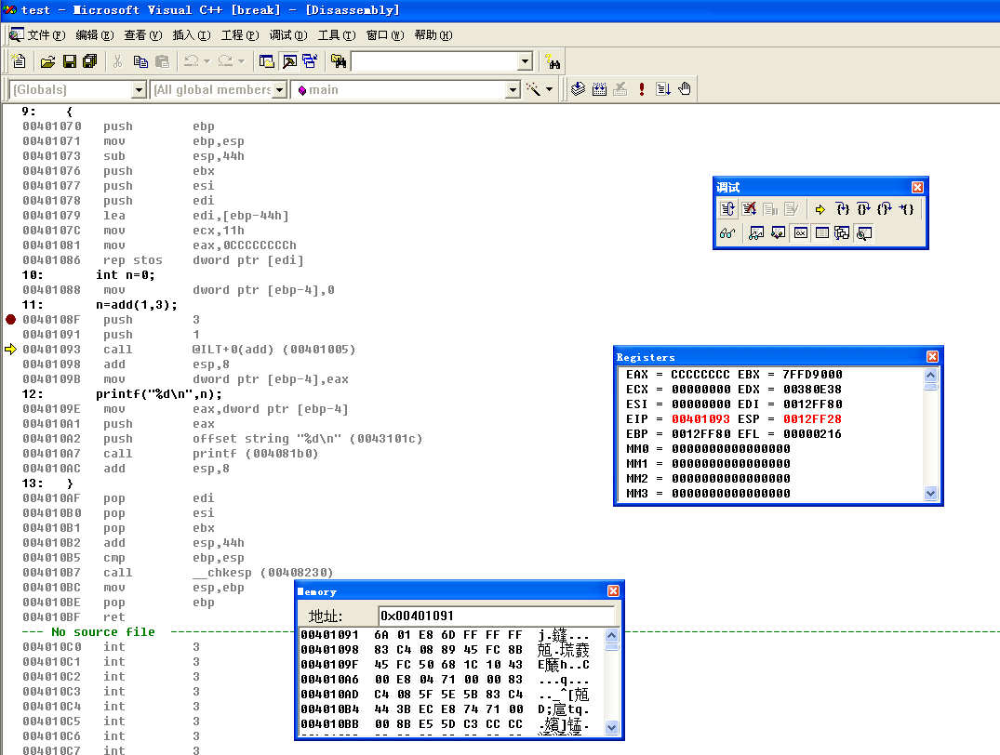 test - Microsoft Visual C++ [break] - [Disassembly]
文件(F) 编辑(E) 查看(V) 插入(I) 工程(P) 调试(D) 工具(T) 窗口(W) 帮助(H)
(Globals) (All global members main
9: {
00401070 push ebp
00401071 mov ebp,esp
00401073 sub esp,44h
00401076 push ebx
00401077 push esi
00401078 push edi
00401079 lea edi,[ebp-44h]
0040107C mov ecx,11h
00401081 mov eax,0CCCCCCCCh
00401086 rep stos dword ptr [edi]
10: int n=0;
00401088 mov dword ptr [ebp-4],0
11: n=add(1,3);
0040108F push 3
00401091 push 1
00401093 call @ILT+0(add) (00401005)
00401098 add esp,8
0040109B mov dword ptr [ebp-4],eax
12: printf("%d\n",n);
0040109E mov eax,dword ptr [ebp-4]
004010A1 push eax
004010A2 push offset string "%d\n" (0043101c)
004010A7 call printf (004081b0)
004010AC add esp,8
13: }
004010AF pop edi
004010B0 pop esi
004010B1 pop ebx
004010B2 add esp,44h
004010B5 cmp ebp,esp
004010B7 call __chkesp (00408230)
004010BC mov esp,ebp
004010BE pop ebp
004010BF ret
--- No source file
004010C0 int 3
004010C1 int 3
004010C2 int 3
004010C3 int 3
004010C4 int 3
004010C5 int 3
004010C6 int 3
004010C7 int 3
调试
Registers
EAX = CCCCCCCC EBX = 7FFD9000
ECX = 00000000 EDX = 00380E38
ESI = 00000000 EDI = 0012FF80
EIP = 00401093 ESP = 0012FF28
EBP = 0012FF80 EFL = 00000216
MM0 = 0000000000000000
MM1 = 0000000000000000
MM2 = 0000000000000000
MM3 = 0000000000000000
Memory
地址: 0x00401091
00401091 6A 01 E8 6D FF FF FF
00401098 83 C4 08 89 45 FC 8B
0040109F 45 FC 50 68 1C 10 43
004010A6 00 E8 04 71 00 00 83 ...q...
004010AD C4 08 5F 5E 5B 83 C4
004010B4 44 3B EC E8 74 71 00
004010BB 00 8B E5 5D C3 CC CC